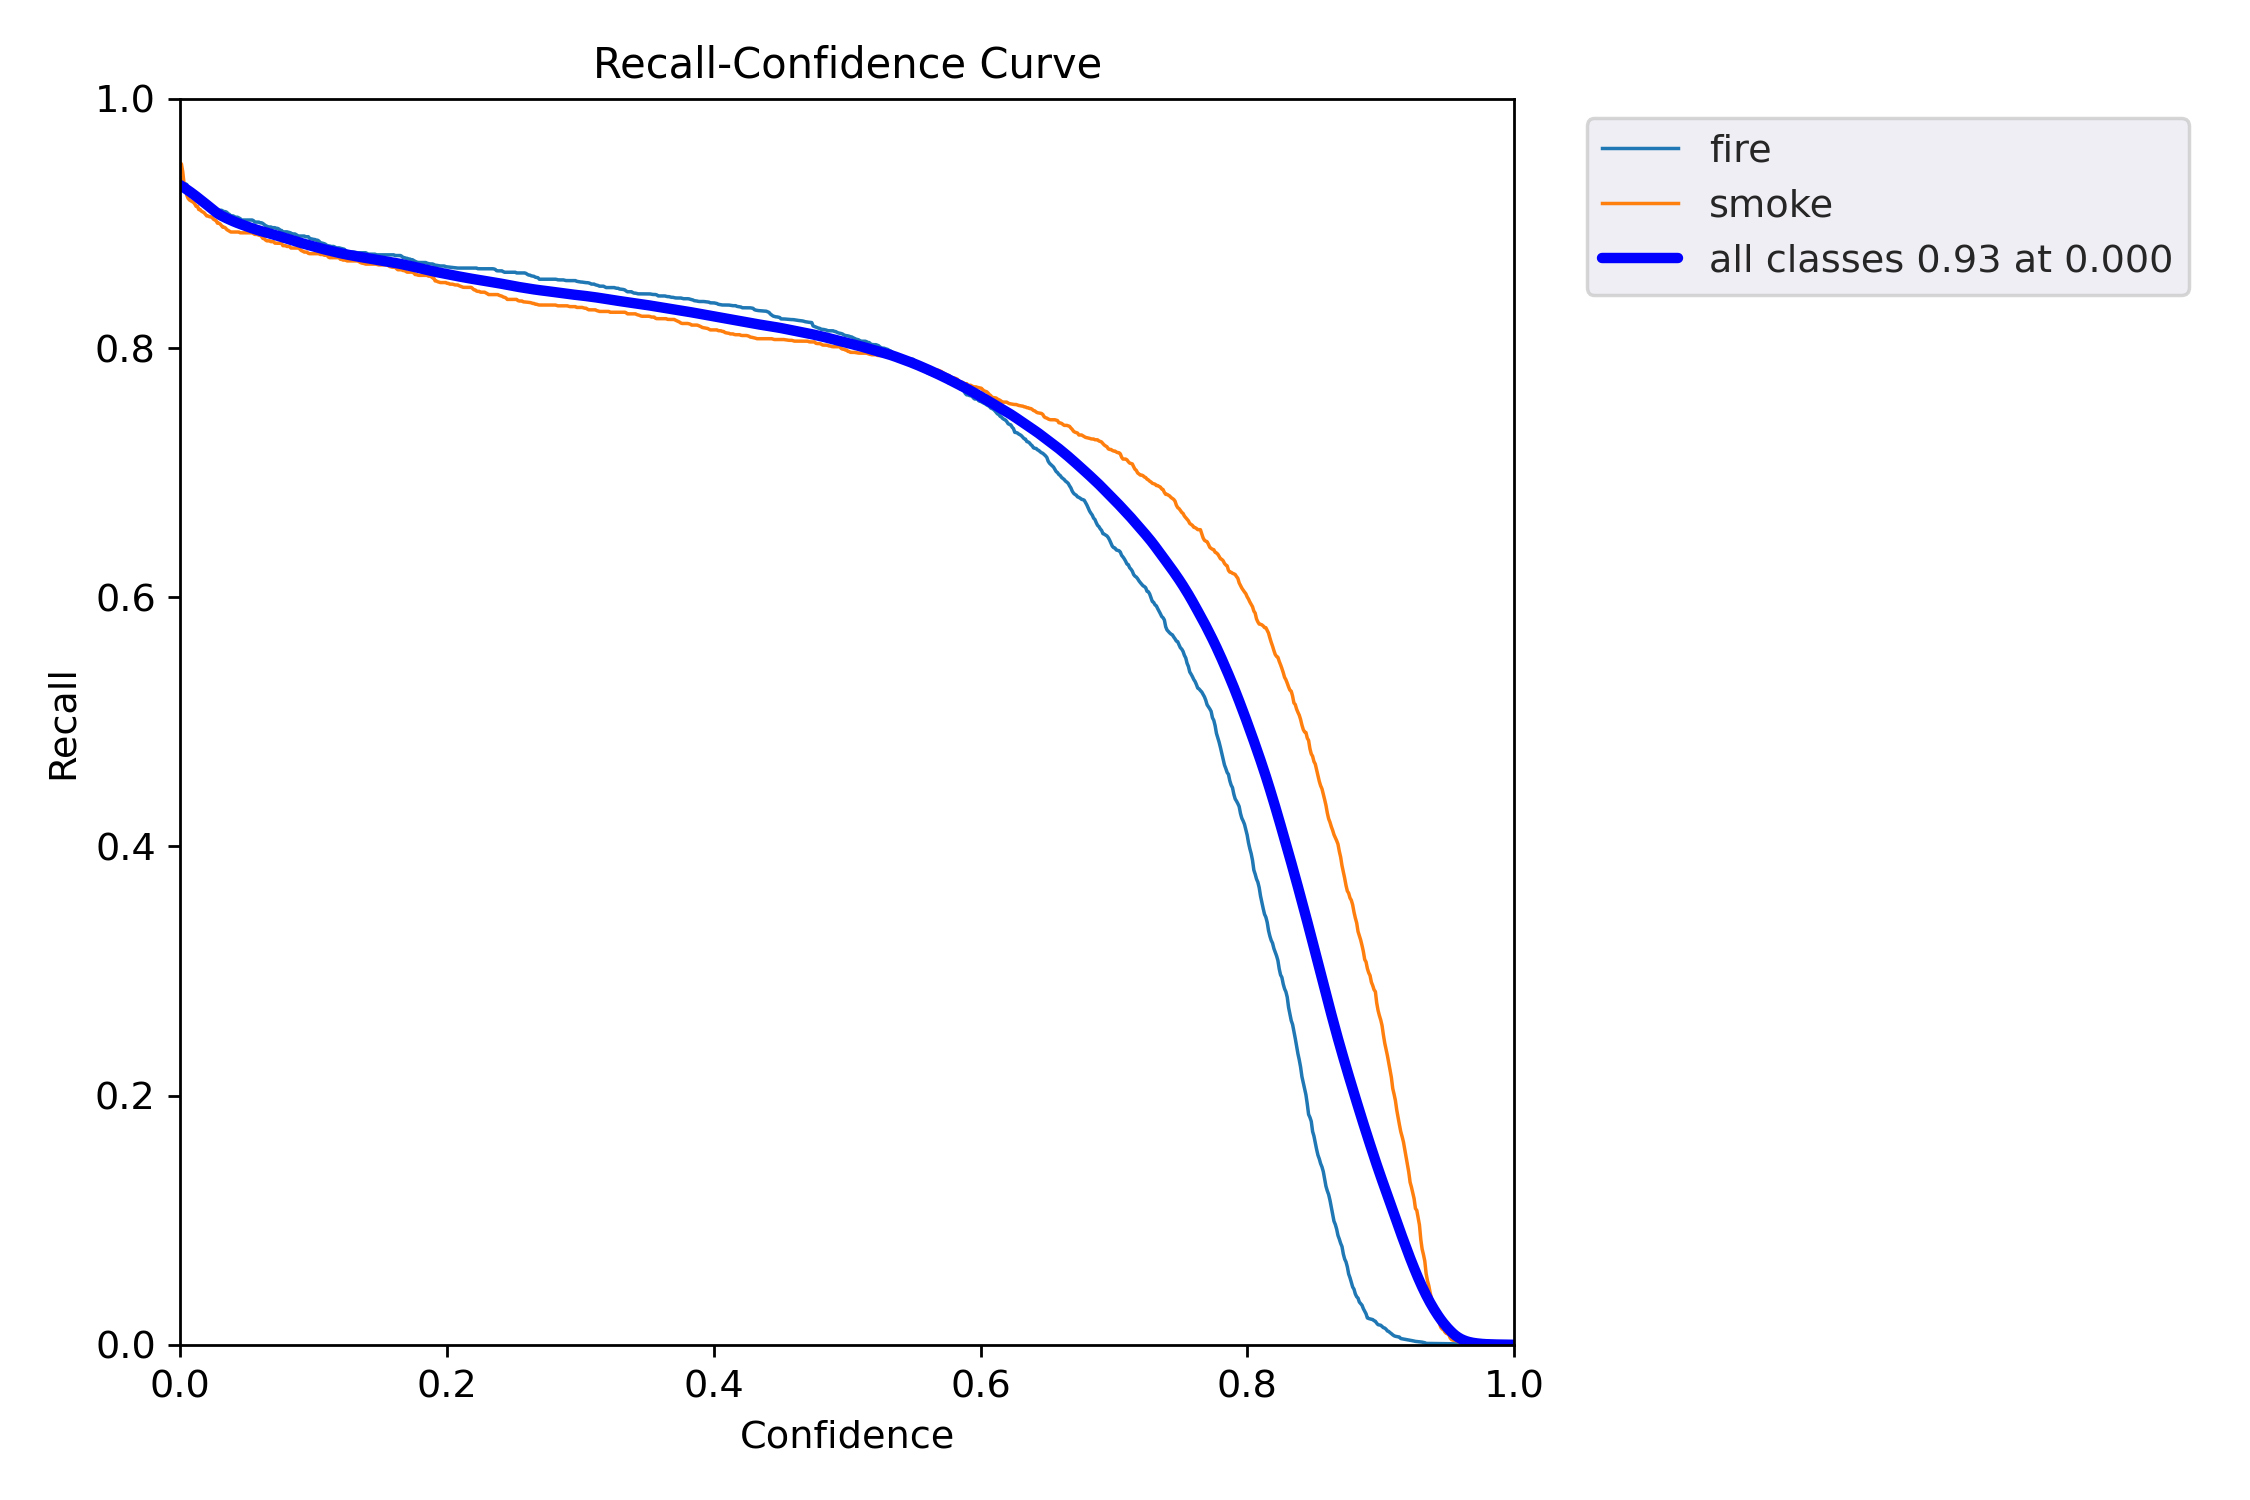 Recall-Confidence Curve
1.0
0.8
0.6
0.4
0.2
0.0
Recall
0.0 0.2 0.4 0.6 0.8 1.0
Confidence
fire
smoke
all classes 0.93 at 0.000